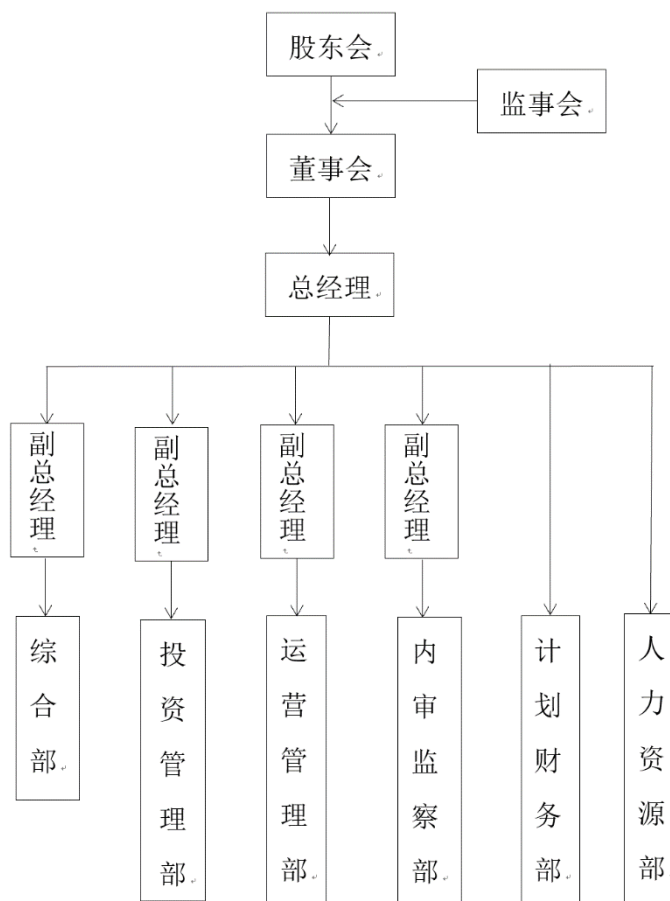 股东会
监事会
董事会
总经理
副总经理
副总经理
副总经理
副总经理
综合部
投资管理部
运营管理部
内审监察部
计划财务部
人力资源部